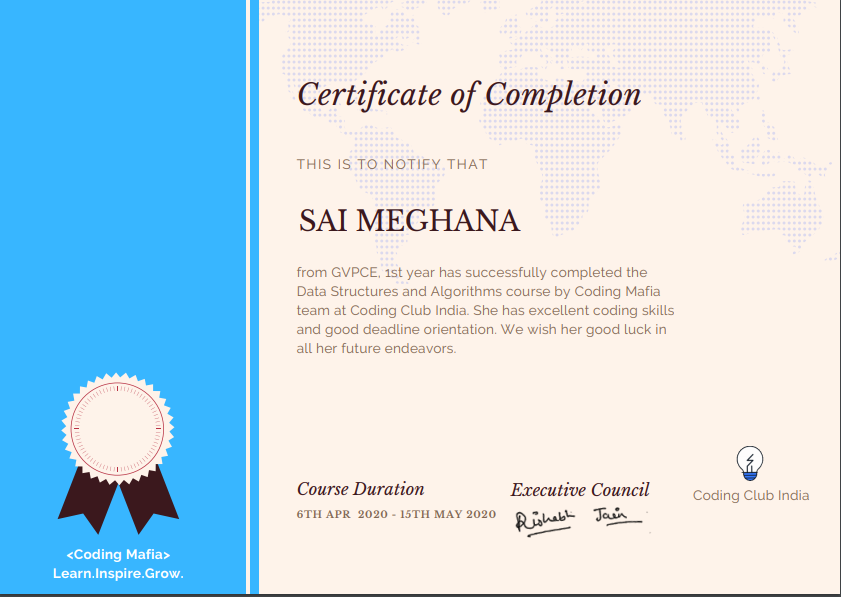 Certificate of Completion
THIS IS TO NOTIFY THAT
SAI MEGHANA
from GVPCE, 1st year has successfully completed the
Data Structures and Algorithms course by Coding Mafia
team at Coding Club India. She has excellent coding skills
and good deadline orientation. We wish her good luck in
all her future endeavors.
Course Duration
6TH APR 2020 - 15TH MAY 2020
Executive Council
Rishabh Jain
Coding Club India
<Coding Mafia>
Learn.Inspire.Grow.